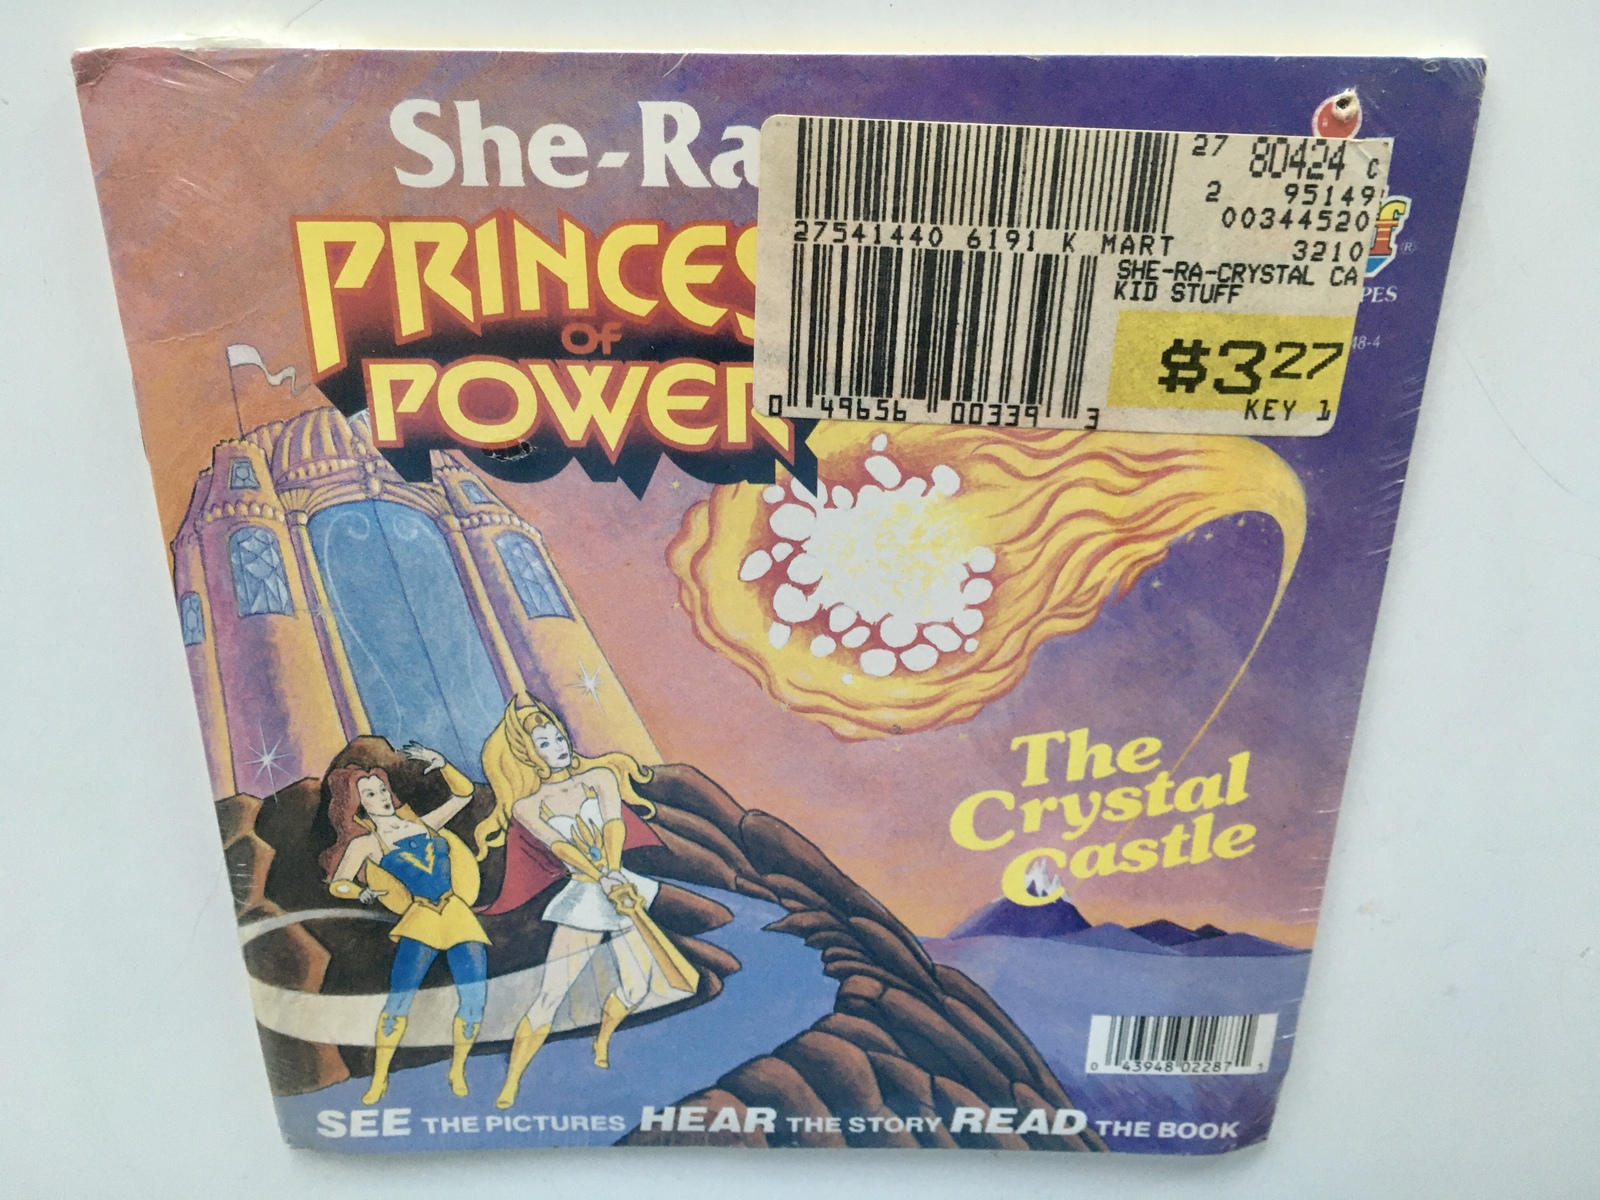 She-Ra
PRINCES
OF
POWER
27 80424 C
2 95149
00344520
27541440 6191 K MART 3210
SHE-RA-CRYSTAL CA
KID STUFF
$3.27
KEY 1
0 49656 00339 3
f ®
PES
48-4
The
Crystal
Castle
0 43948 02287 1
SEE THE PICTURES HEAR THE STORY READ THE BOOK